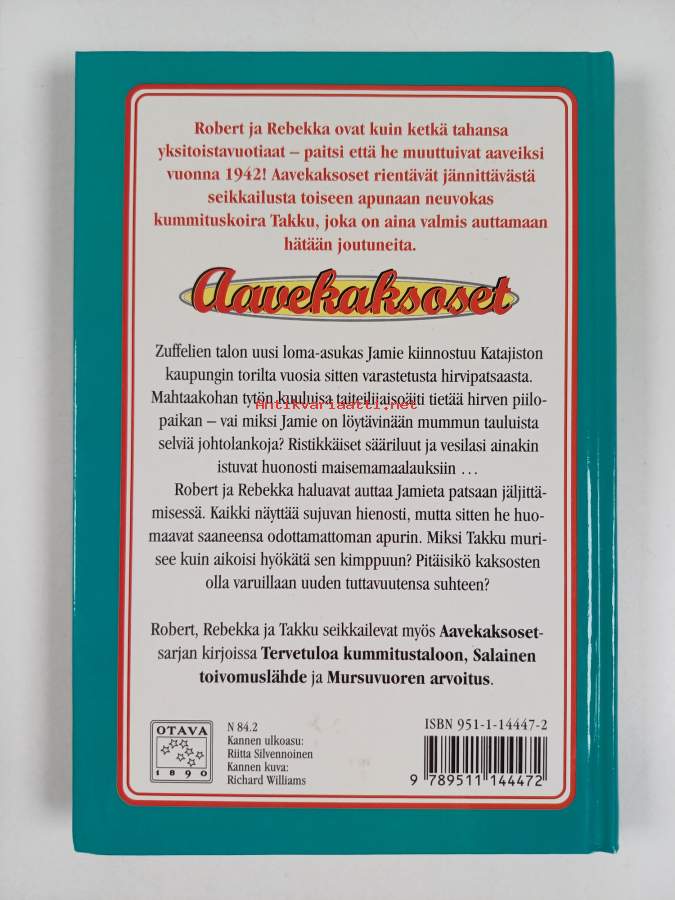 Robert ja Rebekka ovat kuin ketkä tahansa
yksitoistavuotiaat – paitsi että he muuttuivat aaveiksi
vuonna 1942! Aavekaksoset rientävät jännittävästä
seikkailusta toiseen apunaan neuvokas
kummituskoira Takku, joka on aina valmis auttamaan
hätään joutuneita.
Aavekaksoset
Zuffelien talon uusi loma-asukas Jamie kiinnostuu Katajiston
kaupungin torilta vuosia sitten varastetusta hirvipatsaasta.
Mahtaakohan tytön kuuluisa taiteilijaisoäiti tietää hirven piilo-
Antikvariaatti.net
paikan – vai miksi Jamie on löytävinään mummun tauluista
selviä johtolankoja? Ristikkäiset sääriluut ja vesilasi ainakin
istuvat huonosti maisemamaalauksiin ...
Robert ja Rebekka haluavat auttaa Jamieta patsaan jäljittä-
misessä. Kaikki näyttää sujuvan hienosti, mutta sitten he huo-
maavat saaneensa odottamattoman apurin. Miksi Takku muri-
see kuin aikoisi hyökätä sen kimppuun? Pitäisikö kaksosten
olla varuillaan uuden tuttavuutensa suhteen?
Robert, Rebekka ja Takku seikkailevat myös Aavekaksoset-
sarjan kirjoissa Tervetuloa kummitustaloon, Salainen
toivomuslähde ja Mursuvuoren arvoitus.
OTAVA
1890
N 84.2
Kannen ulkoasu:
Riitta Silvennoinen
Kannen kuva:
Richard Williams
ISBN 951-1-14447-2
9 789511 144472